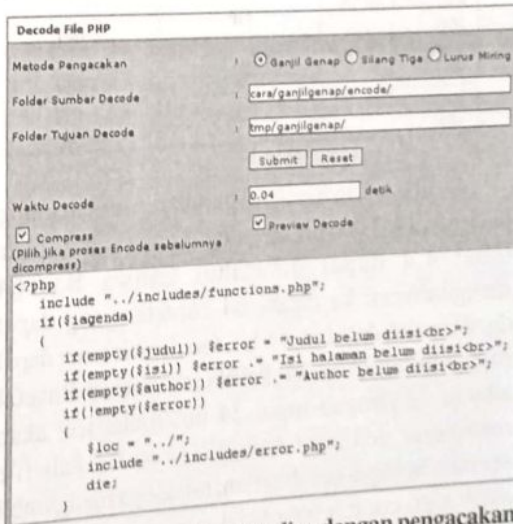 Decode File PHP
Metode Pengacakan : Ganjil Genap Silang Tiga Lurus Miring
Folder Sumber Decode : cara/ganjilgenap/encode/
Folder Tujuan Decode : tmp/ganjilgenap/
Submit Reset
Waktu Decode : 0.04 detik
Compress Preview Decode
(Pilih jika proses Encode sebelumnya
dicompress)
<?php
include "../includes/functions.php";
if($iagenda)
{
if(empty($judul)) $error = "Judul belum diisi<br>";
if(empty($isi)) $error .= "Isi halaman belum diisi<br>";
if(empty($author)) $error .= "Author belum diisi<br>";
if(!empty($error))
{
$loc = "../";
include "../includes/error.php";
die;
}
dengan pengacakan